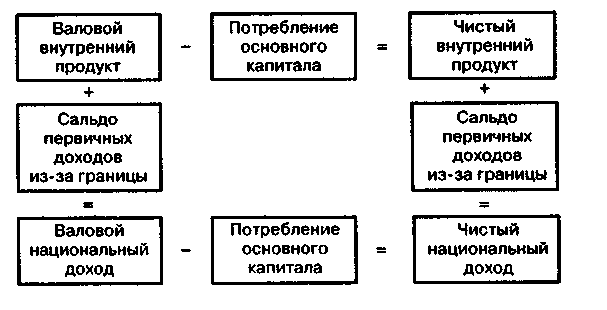 Валовой
внутренний
продукт
–
Потребление
основного
капитала
=
Чистый
внутренний
продукт
+
+
Сальдо
первичных
доходов
из-за границы
Сальдо
первичных
доходов
из-за границы
=
=
Валовой
национальный
доход
–
Потребление
основного
капитала
=
Чистый
национальный
доход